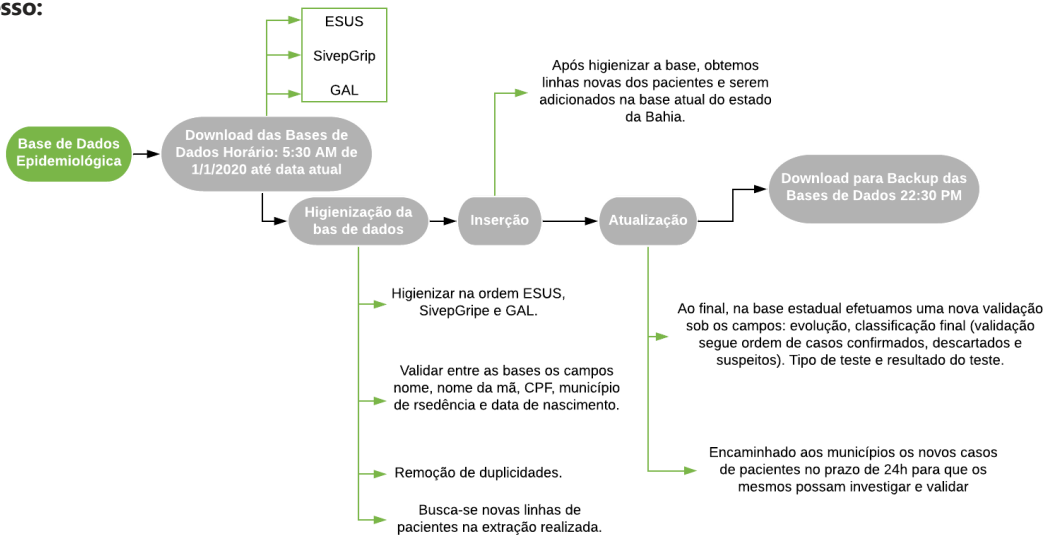 esso:
ESUS
SivepGrip
GAL
Base de Dados
Epidemiológica
Download das Bases de
Dados Horário: 5:30 AM de
1/1/2020 até data atual
Após higienizar a base, obtemos
linhas novas dos pacientes e serem
adicionados na base atual do estado
da Bahia.
Higienização da
bas de dados
Inserção
Atualização
Download para Backup das
Bases de Dados 22:30 PM
Higienizar na ordem ESUS,
SivepGripe e GAL.
Validar entre as bases os campos
nome, nome da mã, CPF, município
de rsedência e data de nascimento.
Remoção de duplicidades.
Busca-se novas linhas de
pacientes na extração realizada.
Ao final, na base estadual efetuamos uma nova validação
sob os campos: evolução, classificação final (validação
segue ordem de casos confirmados, descartados e
suspeitos). Tipo de teste e resultado do teste.
Encaminhado aos municípios os novos casos
de pacientes no prazo de 24h para que os
mesmos possam investigar e validar